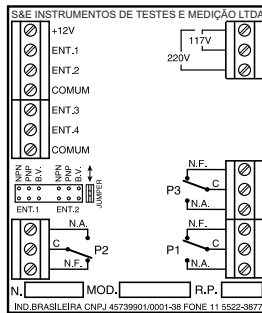 S&E INSTRUMENTOS DE TESTES E MEDIÇÃO LTDA
+12V
ENT.1
ENT.2
COMUM
ENT.3
ENT.4
COMUM
117V
220V
NPN
PNP
B.V.
NPN
PNP
B.V.
JUMPER
ENT.1 ENT.2
N.F.
C
P3
N.A.
N.A.
C
P2
N.F.
N.F.
C
P1
N.A.
N. MOD. R.P.
IND.BRASILEIRA CNPJ 45739901/0001-38 FONE 11 5522-3877